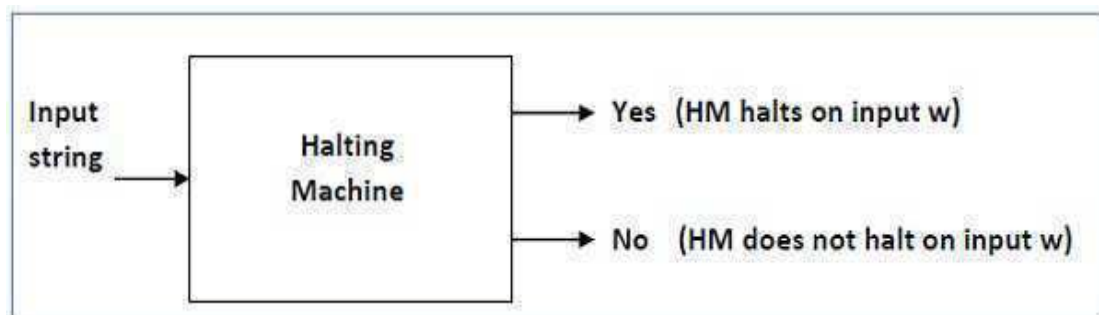 Input
string
Halting
Machine
Yes (HM halts on input w)
No (HM does not halt on input w)